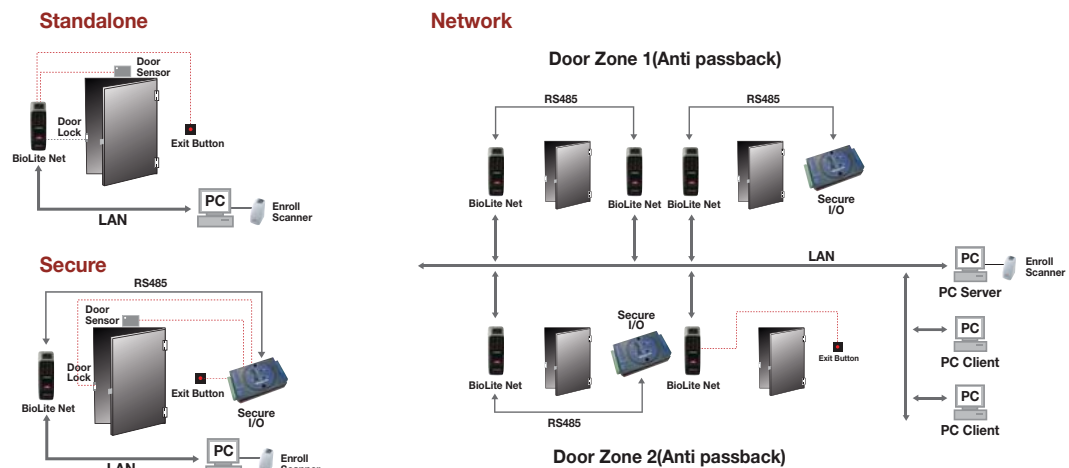 Standalone
Door
Sensor
Door
Lock
BioLite Net
Exit Button
PC
Enroll
Scanner
LAN
Secure
RS485
Door
Sensor
Door
Lock
BioLite Net
Exit Button
Secure
I/O
PC
Enroll
Scanner
LAN
Network
Door Zone 1(Anti passback)
RS485
RS485
BioLite Net
BioLite Net
BioLite Net
Secure
I/O
LAN
PC
Enroll
Scanner
PC Server
PC
PC Client
PC
PC Client
Secure
I/O
BioLite Net
BioLite Net
Exit Button
RS485
Door Zone 2(Anti passback)